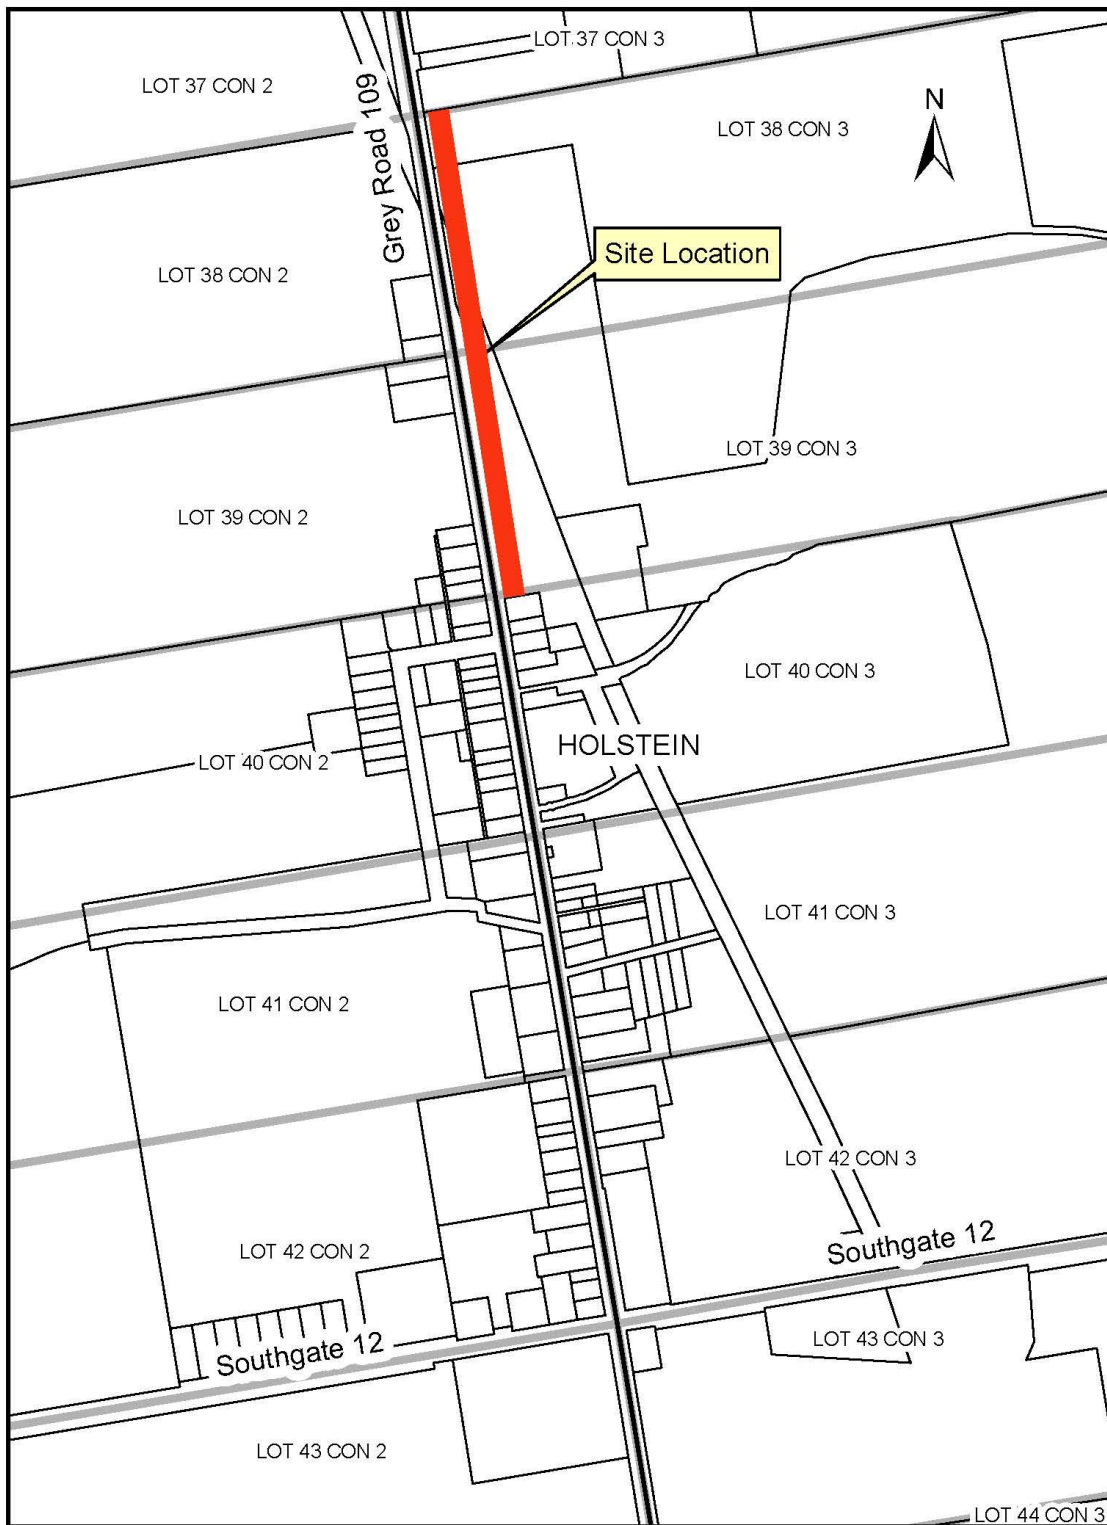 LOT 37 CON 3
LOT 37 CON 2
Grey Road 109
N
LOT 38 CON 3
Site Location
LOT 38 CON 2
LOT 39 CON 3
LOT 39 CON 2
LOT 40 CON 3
HOLSTEIN
LOT 40 CON 2
LOT 41 CON 3
LOT 41 CON 2
LOT 42 CON 3
Southgate 12
LOT 42 CON 2
LOT 43 CON 3
Southgate 12
LOT 43 CON 2
LOT 44 CON 3